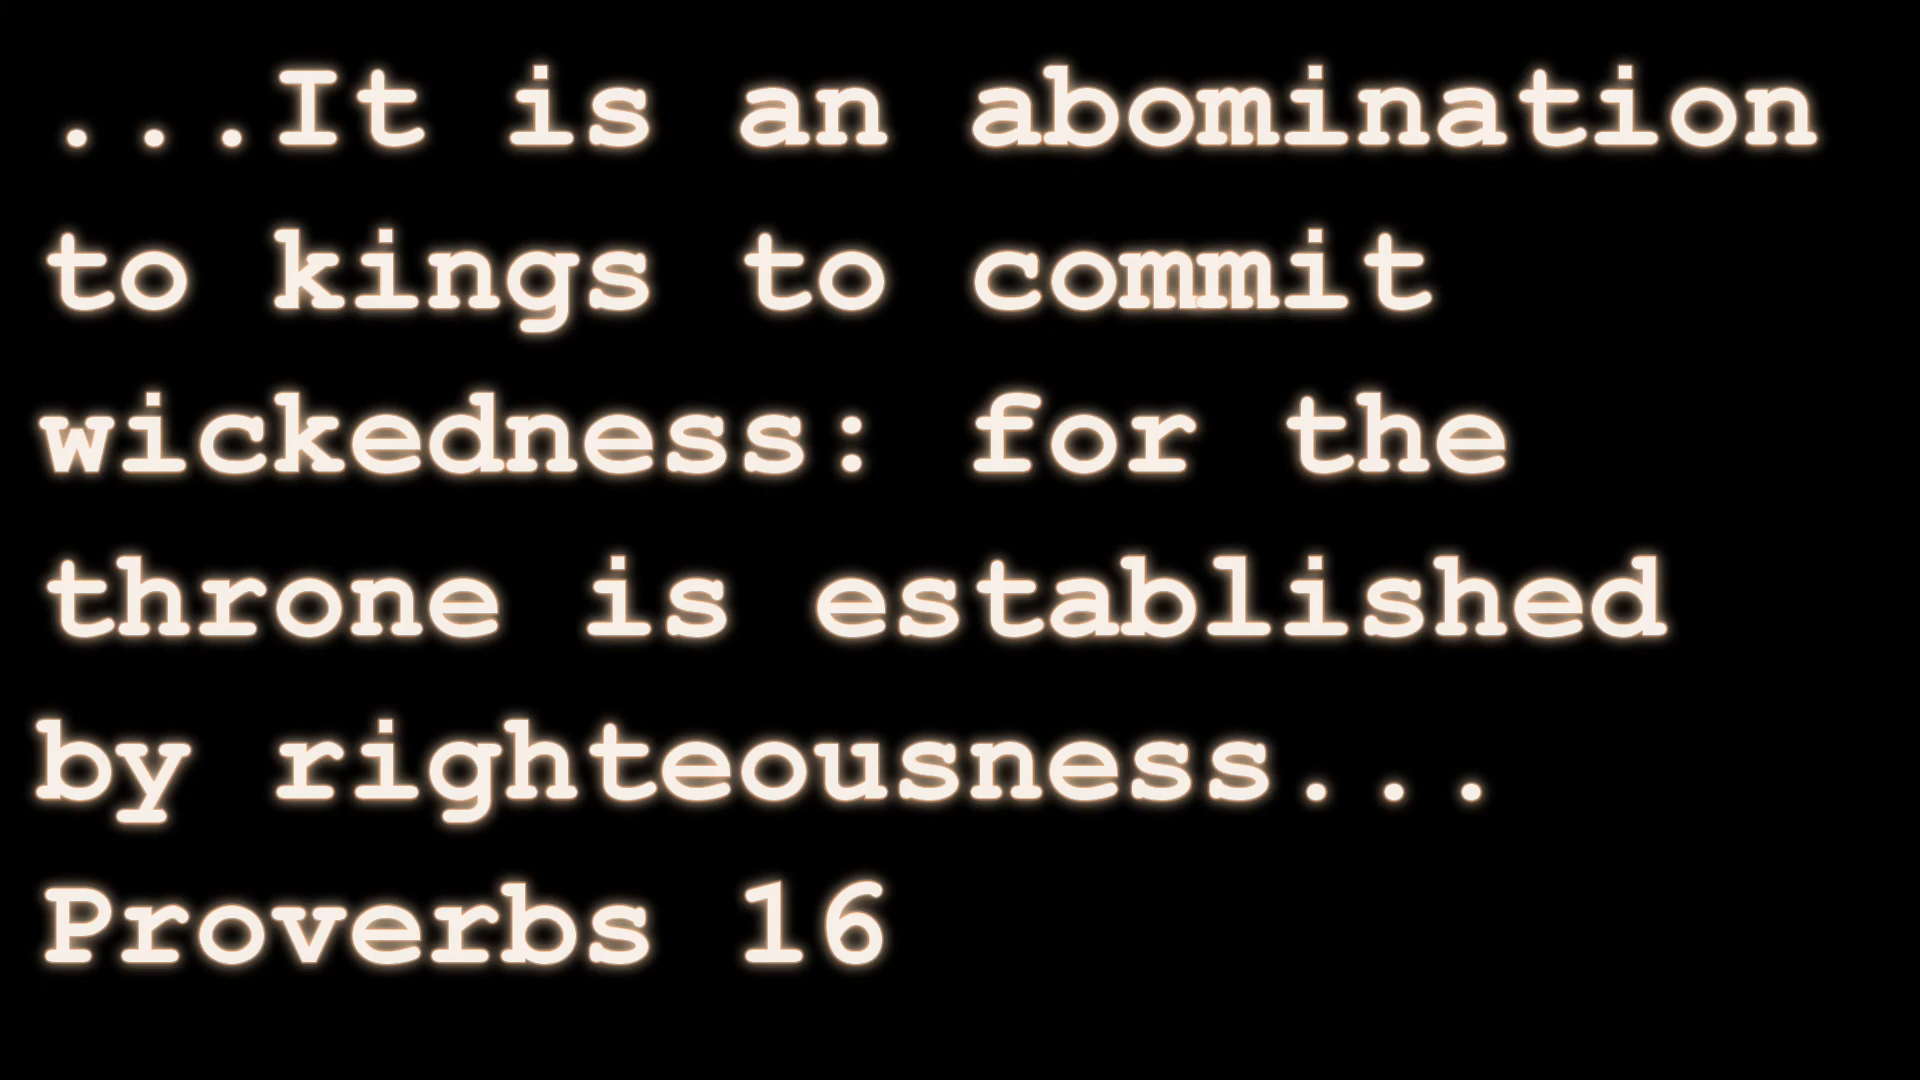 ...It is an abomination
to kings to commit
wickedness: for the
throne is established
by righteousness...
Proverbs 16